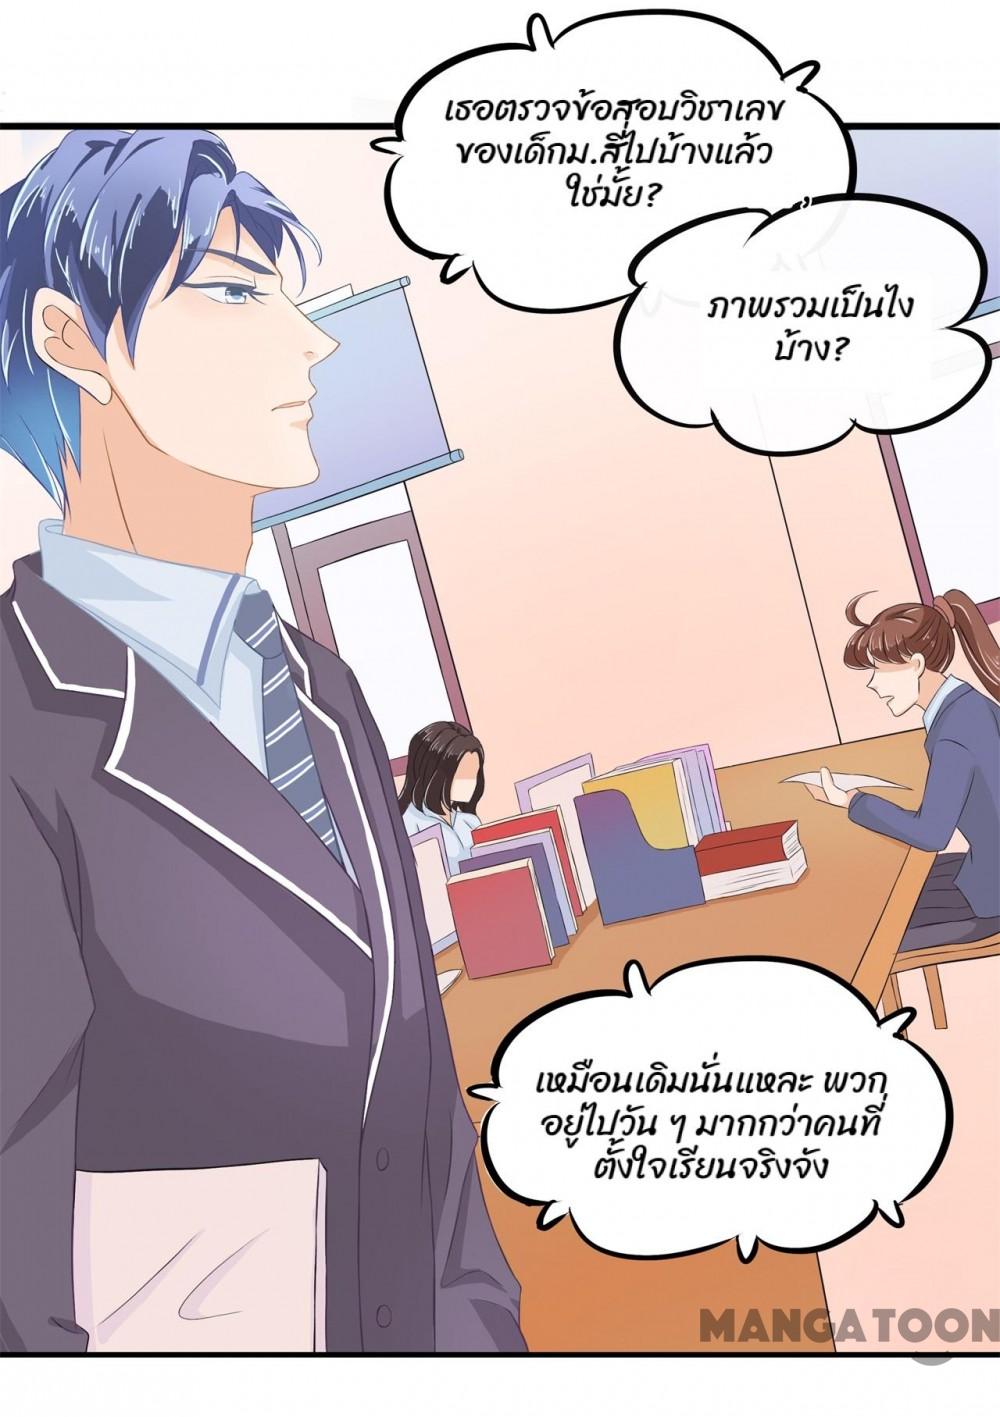 เธอตรวจข้อสอบวิชาเลข
ของเด็กม.สี่ไปบ้างแล้ว
ใช่มั้ย?
ภาพรวมเป็นไง
บ้าง?
เหมือนเดิมนั่นแหละ พวก
อยู่ไปวัน ๆ มากกว่าคนที่
ตั้งใจเรียนจริงจัง
MANGATOON